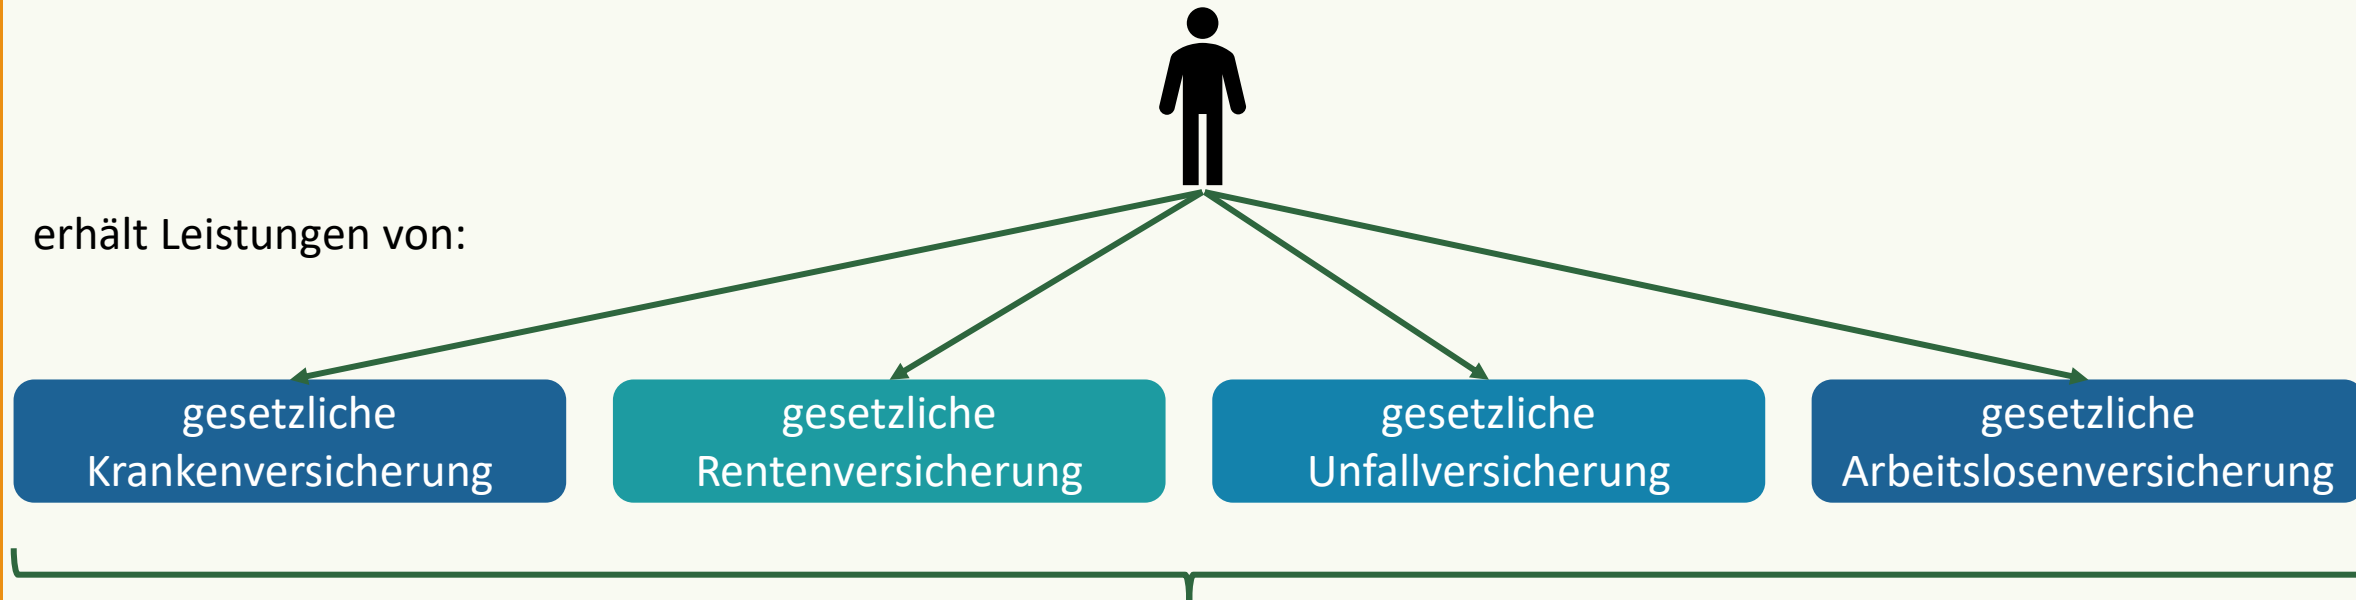 erhält Leistungen von:
gesetzliche
Krankenversicherung
gesetzliche
Rentenversicherung
gesetzliche
Unfallversicherung
gesetzliche
Arbeitslosenversicherung